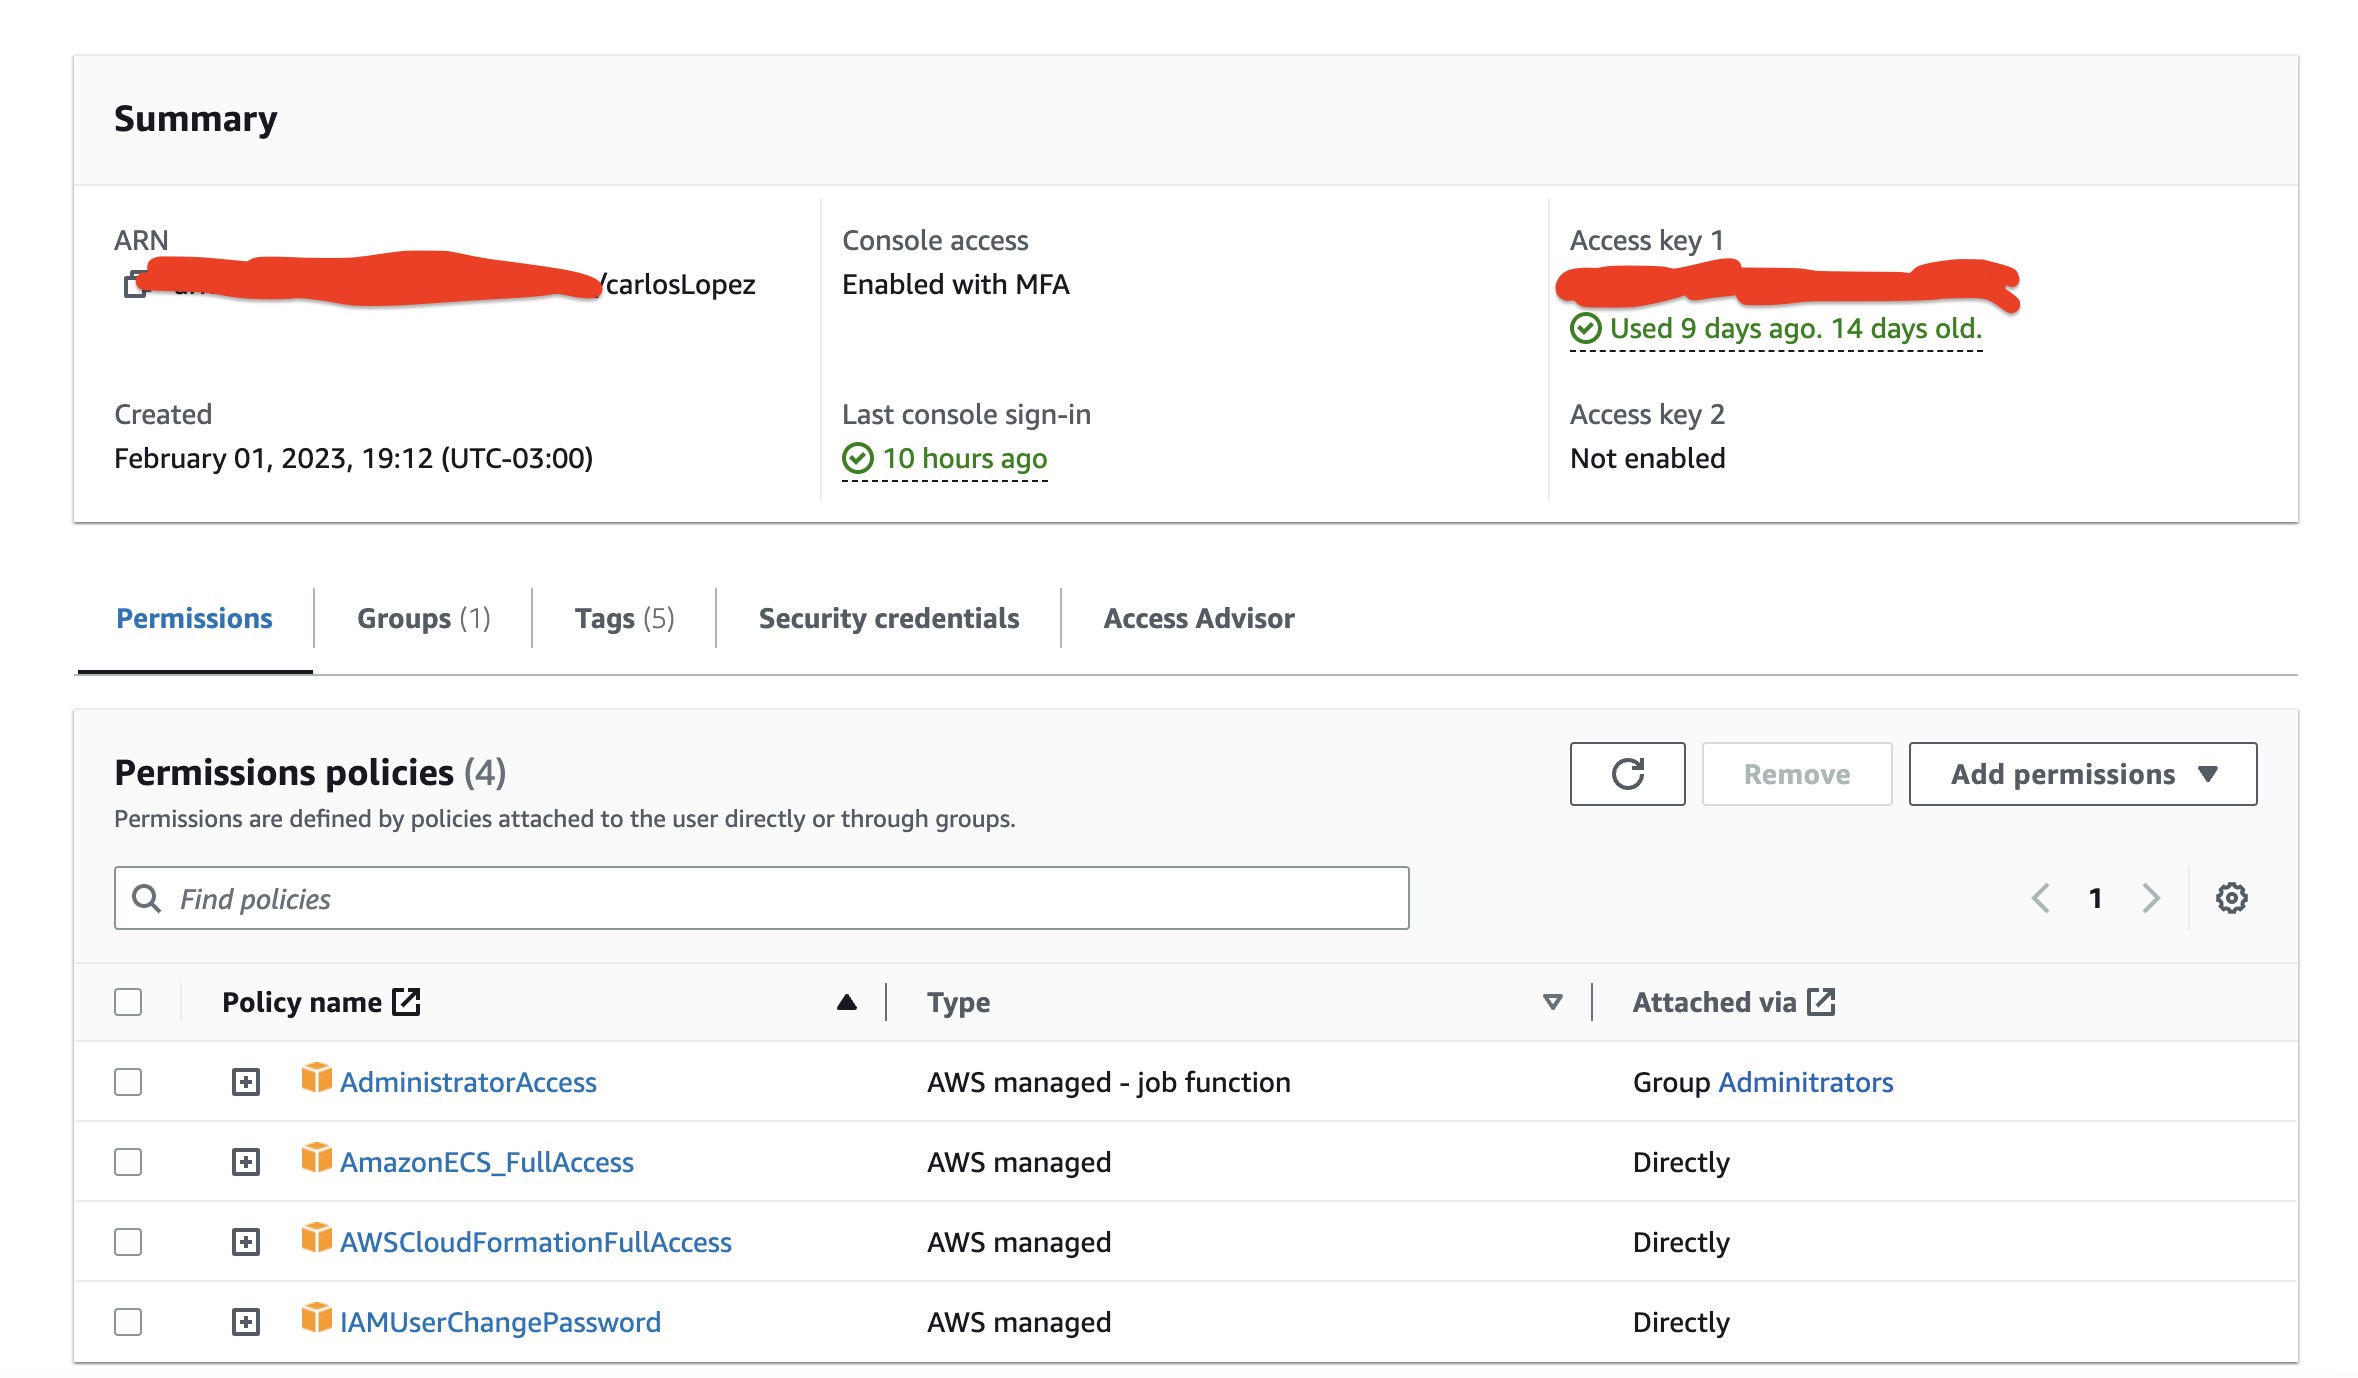 Summary
ARN
/carlosLopez
Console access
Enabled with MFA
Access key 1
Used 9 days ago. 14 days old.
Created
February 01, 2023, 19:12 (UTC-03:00)
Last console sign-in
10 hours ago
Access key 2
Not enabled
Permissions
Groups (1)
Tags (5)
Security credentials
Access Advisor
Permissions policies (4)
Permissions are defined by policies attached to the user directly or through groups.
Remove
Add permissions
Find policies
1
Policy name
Type
Attached via
AdministratorAccess
AWS managed - job function
Group Adminitrators
AmazonECS_FullAccess
AWS managed
Directly
AWSCloudFormationFullAccess
AWS managed
Directly
IAMUserChangePassword
AWS managed
Directly